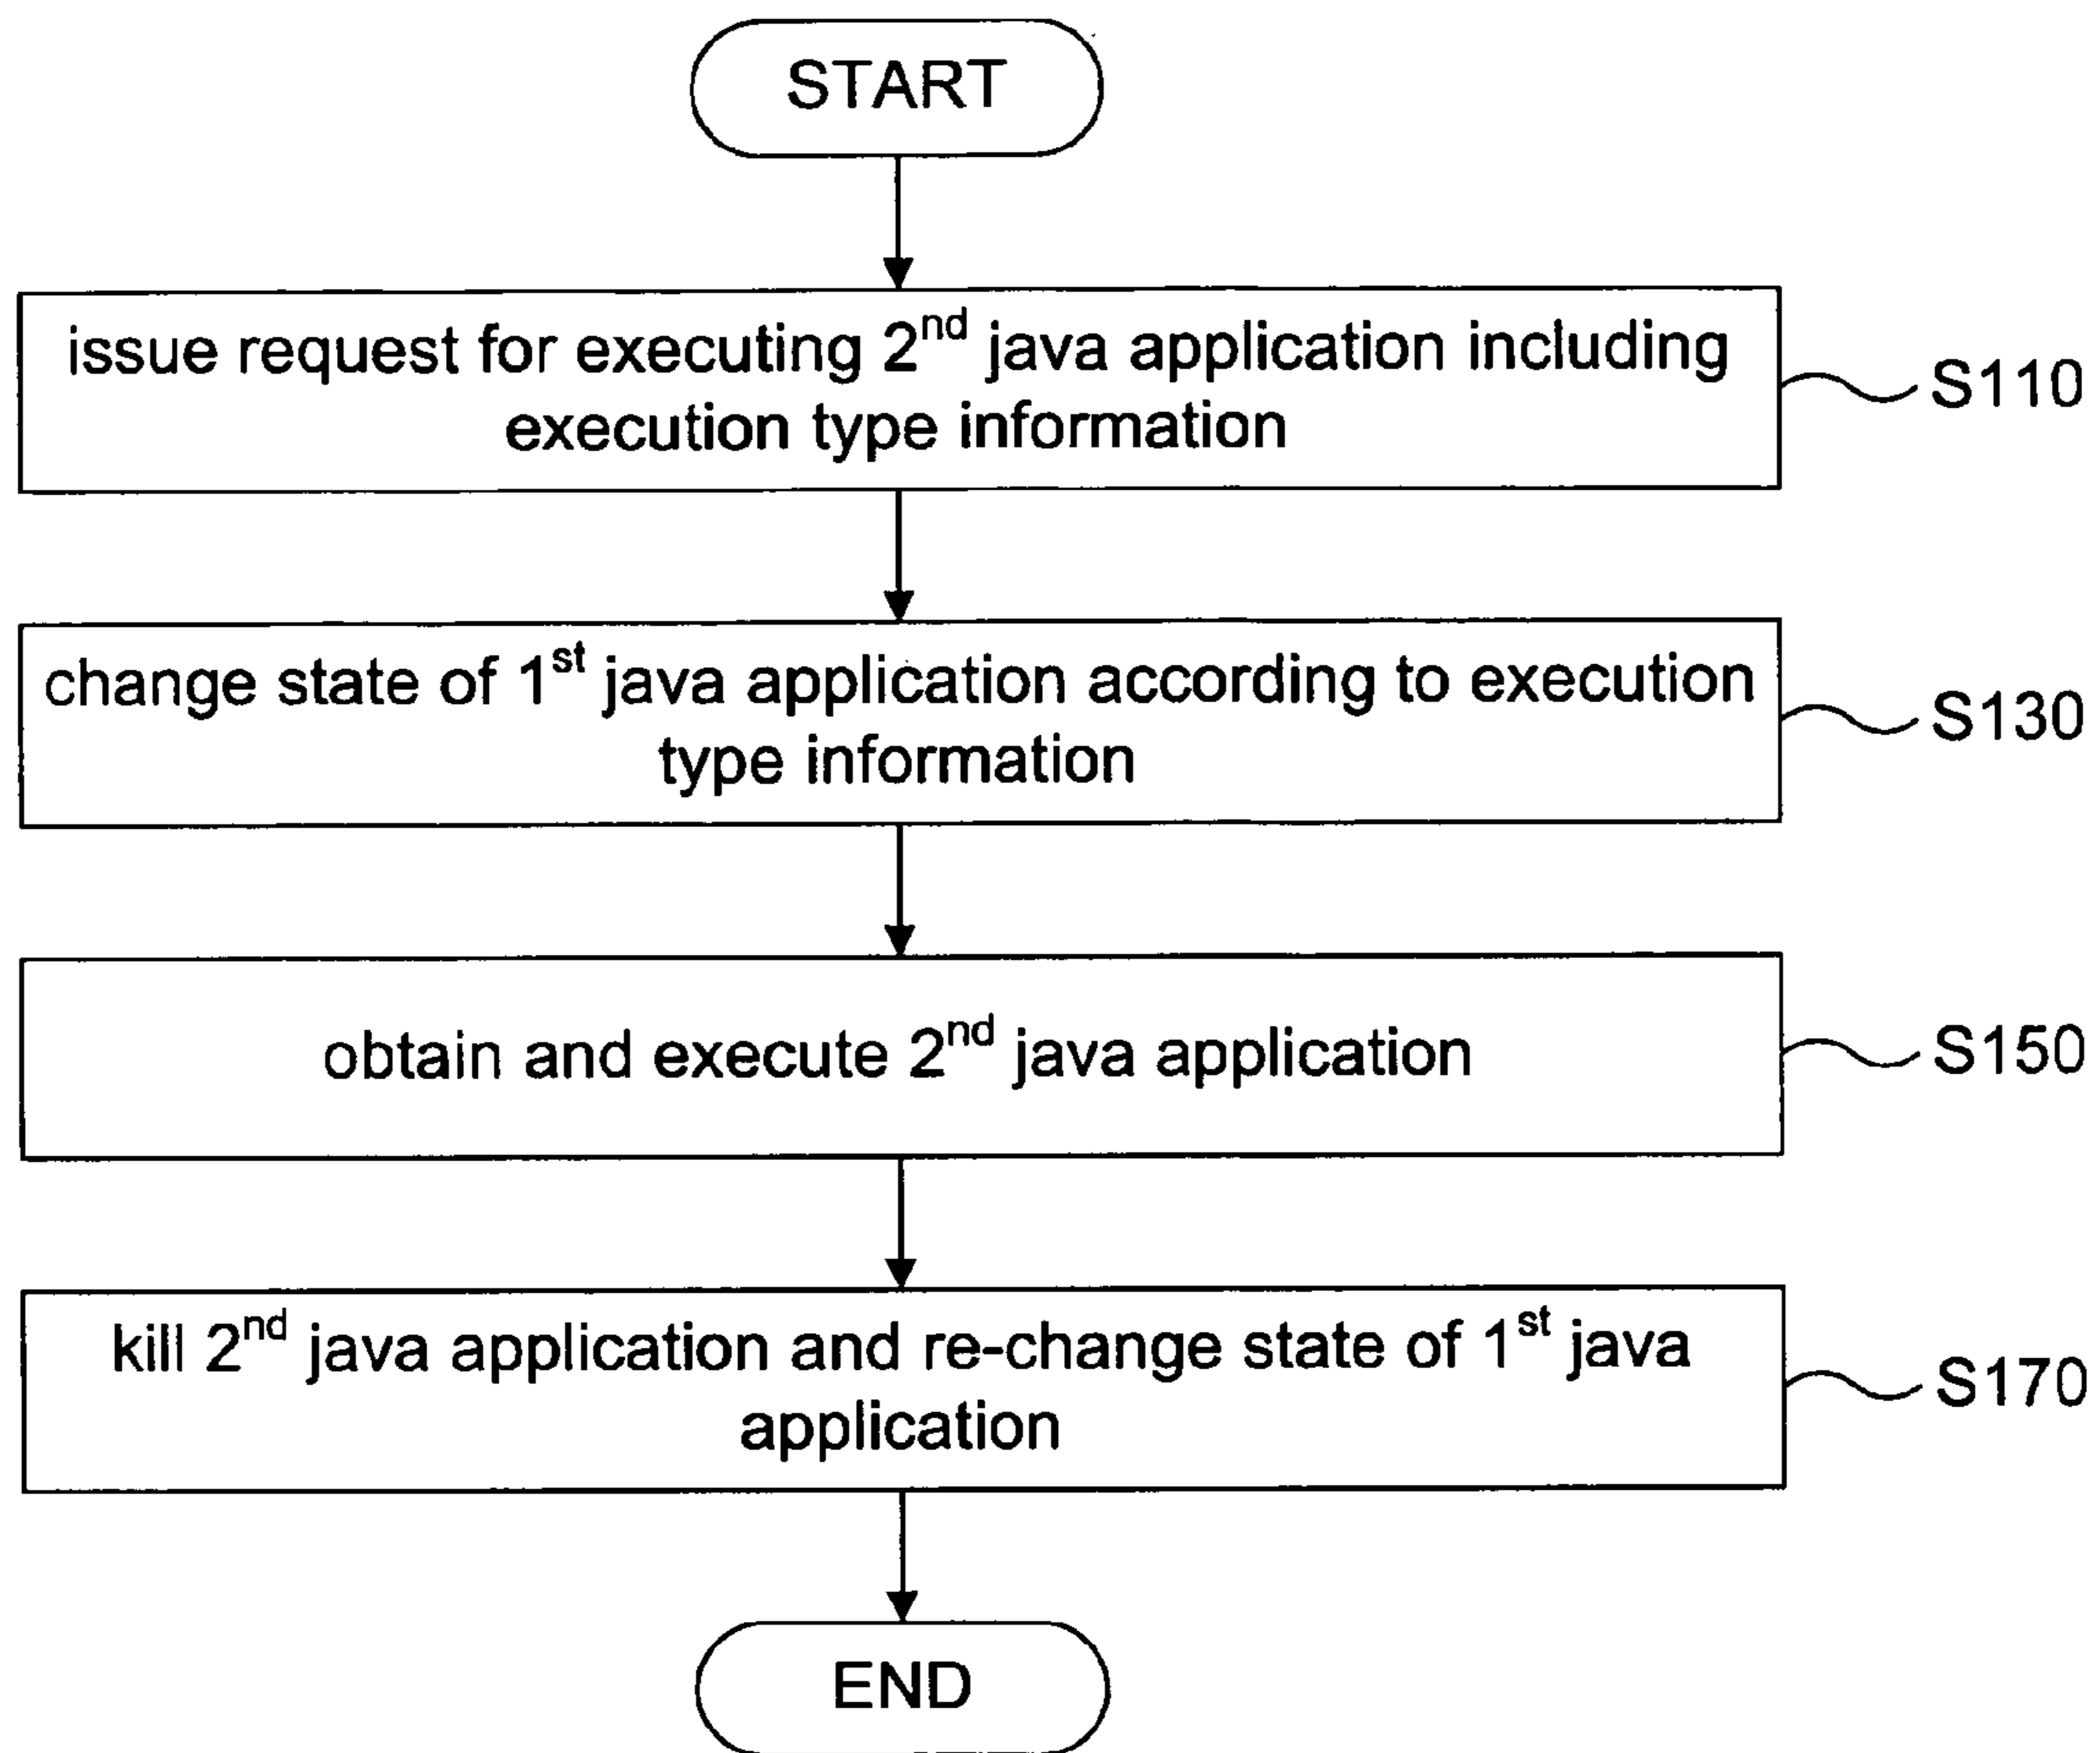 START
issue request for executing 2nd java application including
execution type information
S110
change state of 1st java application according to execution
type information
S130
obtain and execute 2nd java application
S150
kill 2nd java application and re-change state of 1st java
application
S170
END